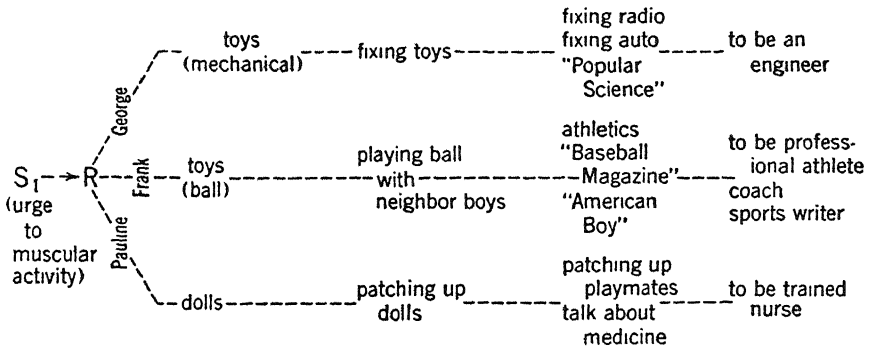 toys
(mechanical)
fixing toys
fixing radio
fixing auto
"Popular
Science"
to be an
engineer
George
S₁
R
(urge
to
muscular
activity)
Frank
toys
(ball)
playing ball
with
neighbor boys
athletics
"Baseball
Magazine"
"American
Boy"
to be profess-
ional athlete
coach
sports writer
Pauline
dolls
patching up
dolls
patching up
playmates
talk about
medicine
to be trained
nurse